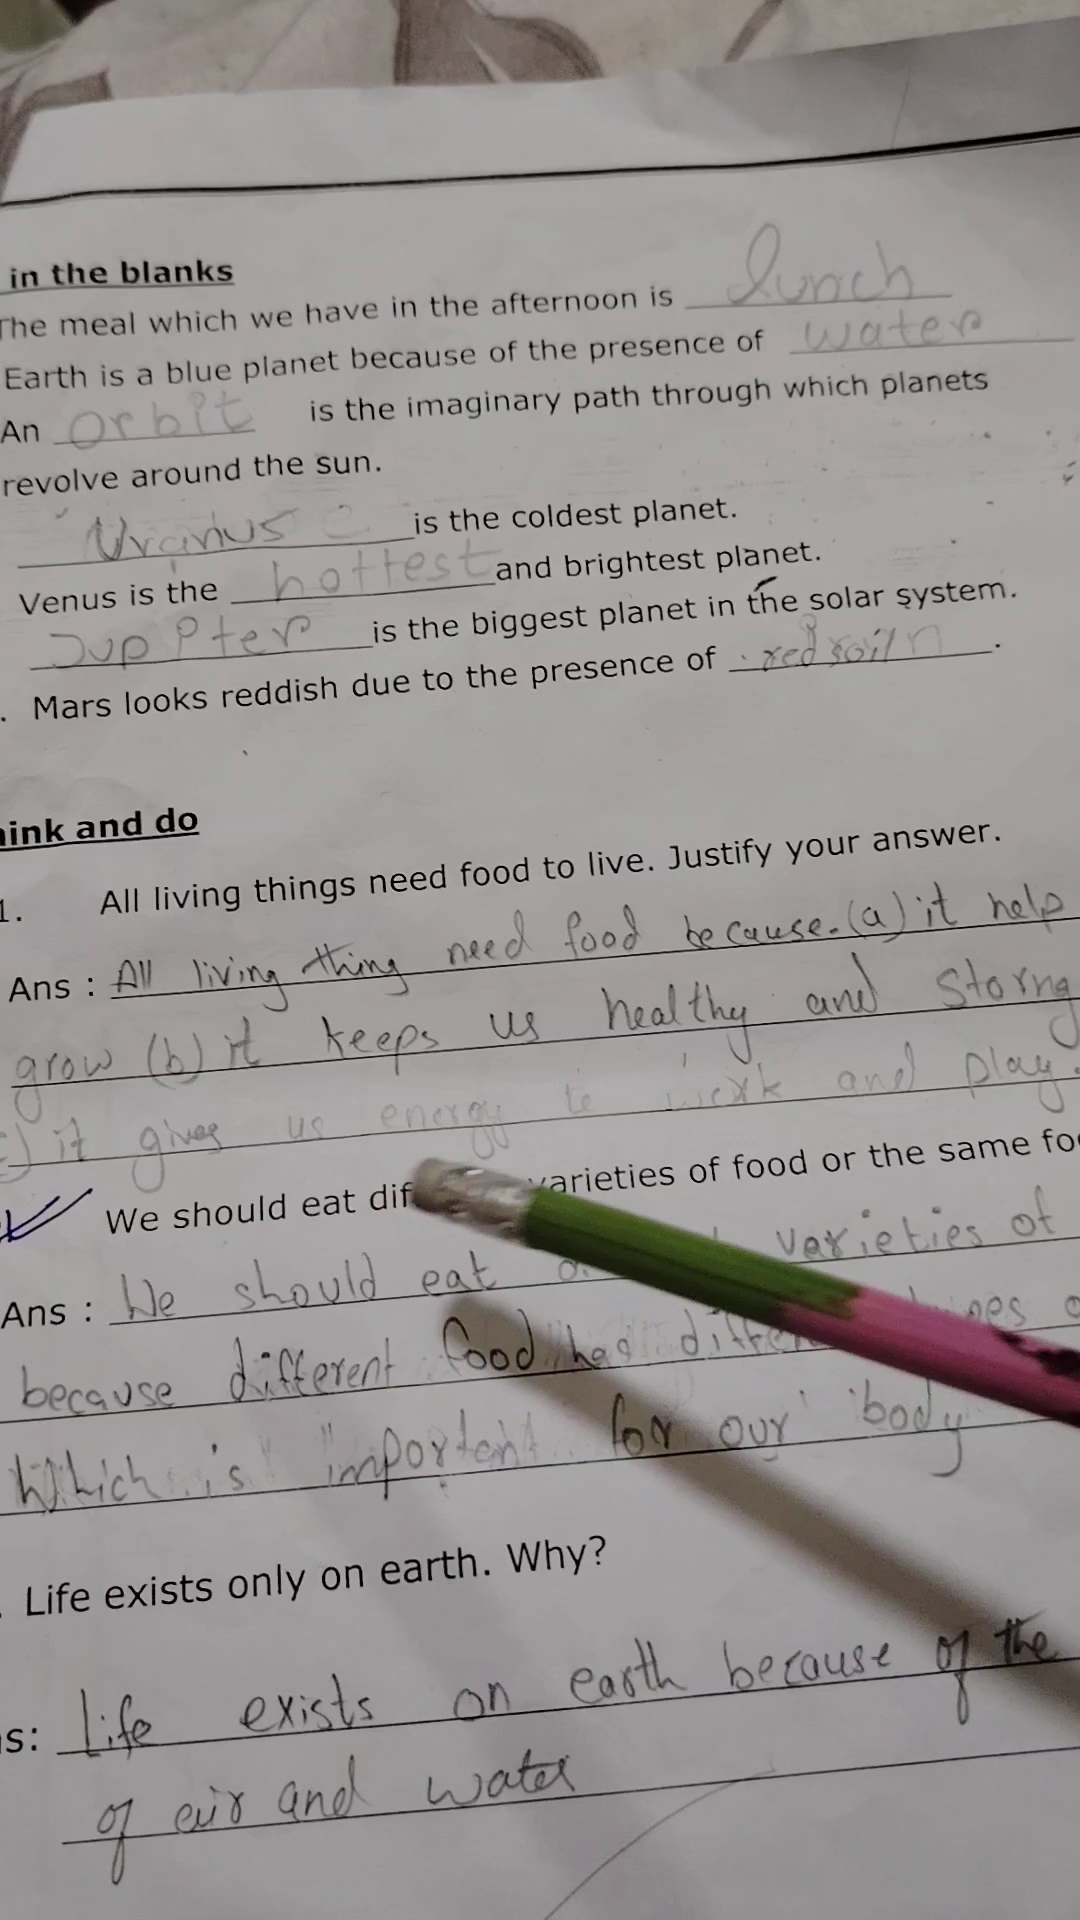 in the blanks
The meal which we have in the afternoon is lunch
Earth is a blue planet because of the presence of water
An orbit is the imaginary path through which planets
revolve around the sun.
Uranus is the coldest planet.
Venus is the hottest and brightest planet.
Jupiter is the biggest planet in the solar system.
. Mars looks reddish due to the presence of red soil .
hink and do
1. All living things need food to live. Justify your answer.
Ans : All living thing need food because. (a) it help
grow (b) it keeps us healthy and storng
) it gives us energy to work and play.
We should eat dif varieties of food or the same fo
Ans : We should eat varieties of
because different food has
Which is important for our body
. Life exists only on earth. Why?
s: Life exists on earth because of the
of air and water